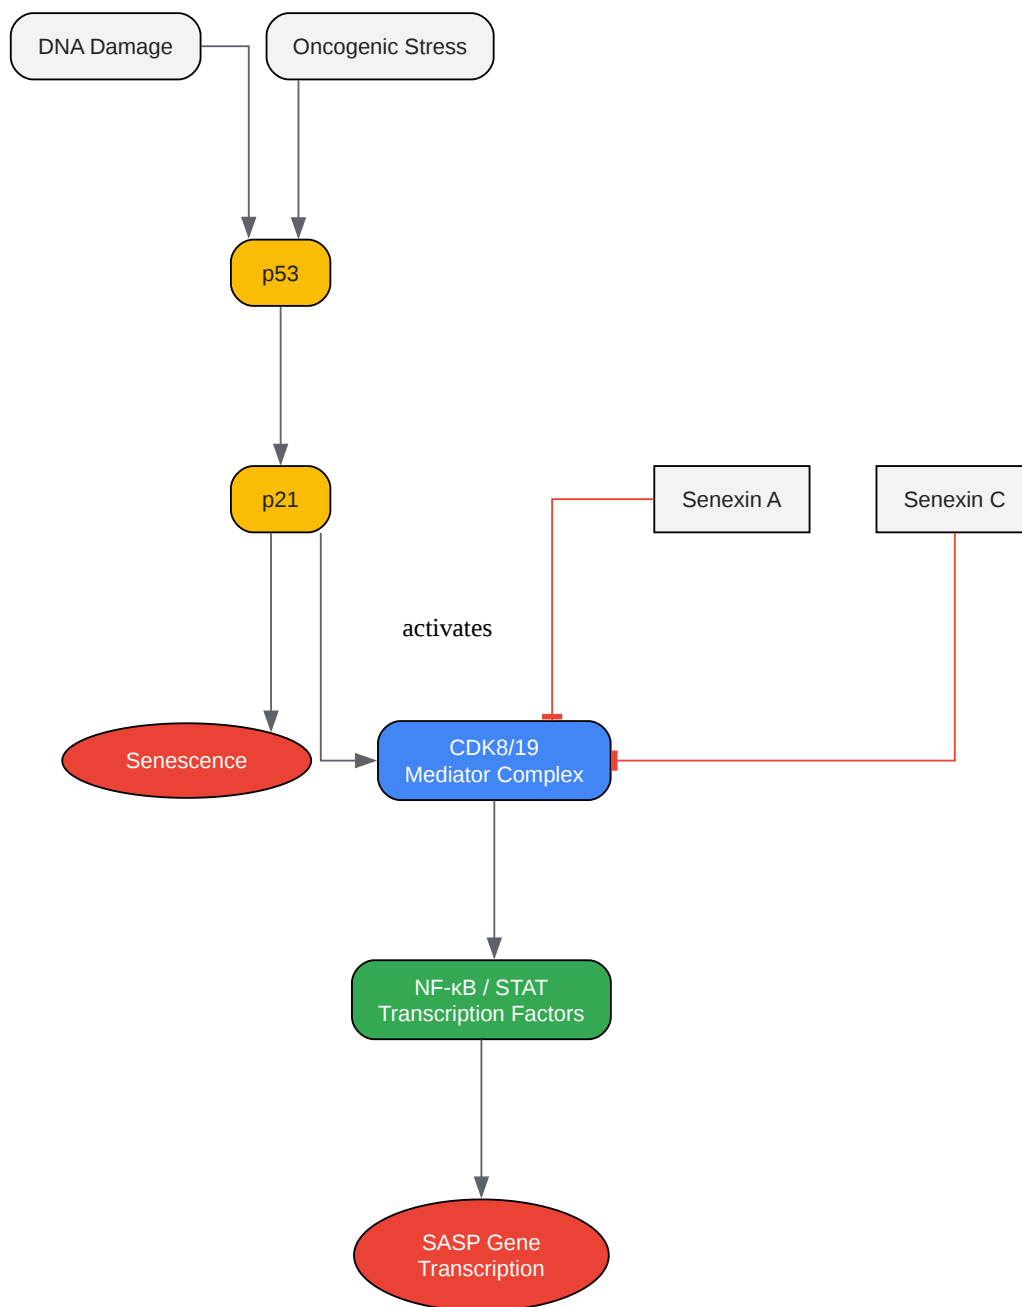 DNA Damage
Oncogenic Stress
p53
p21
Senexin A
Senexin C
activates
Senescence
CDK8/19
Mediator Complex
NF-κB / STAT
Transcription Factors
SASP Gene
Transcription